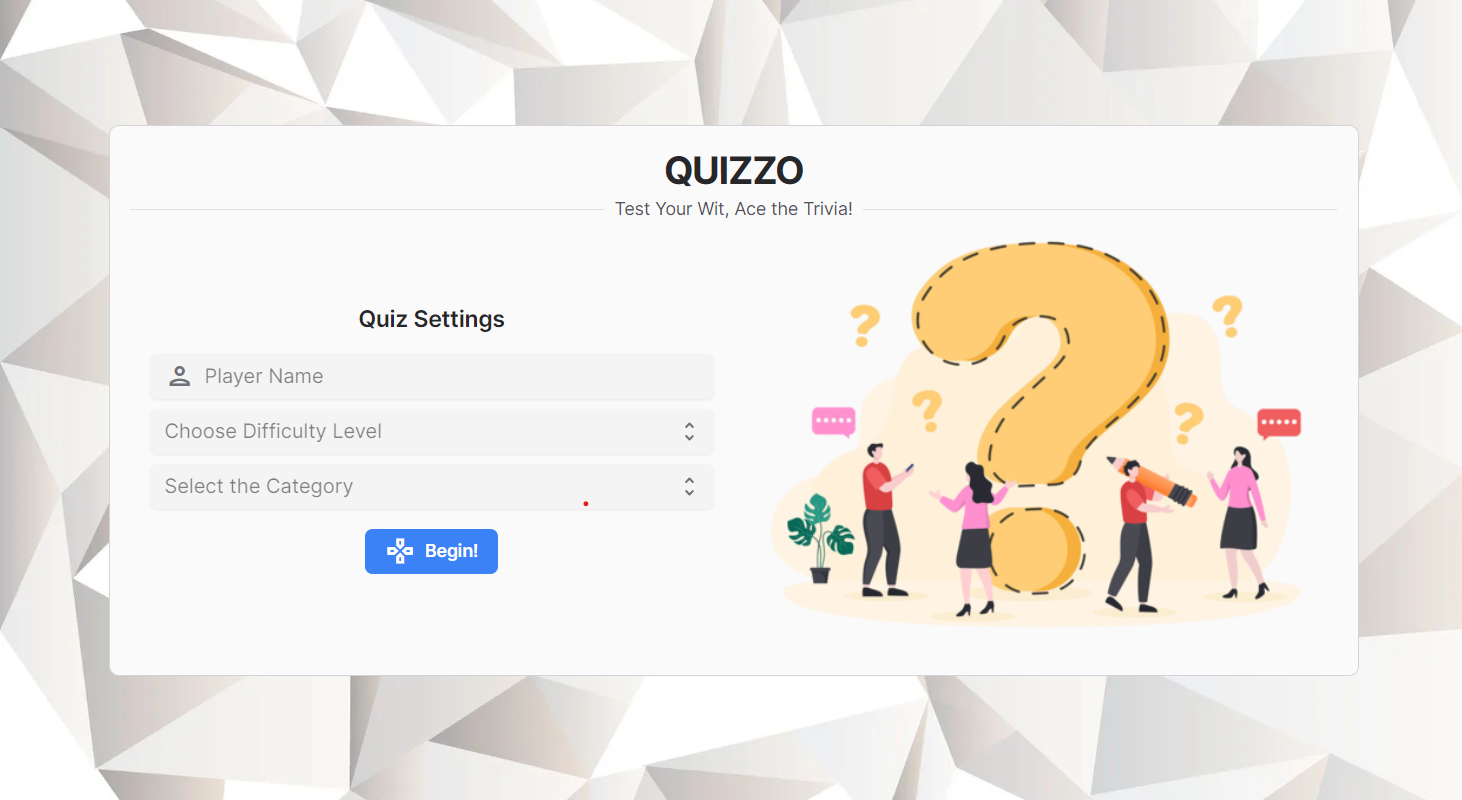 QUIZZO
Test Your Wit, Ace the Trivia!
Quiz Settings
Player Name
Choose Difficulty Level
Select the Category
Begin!